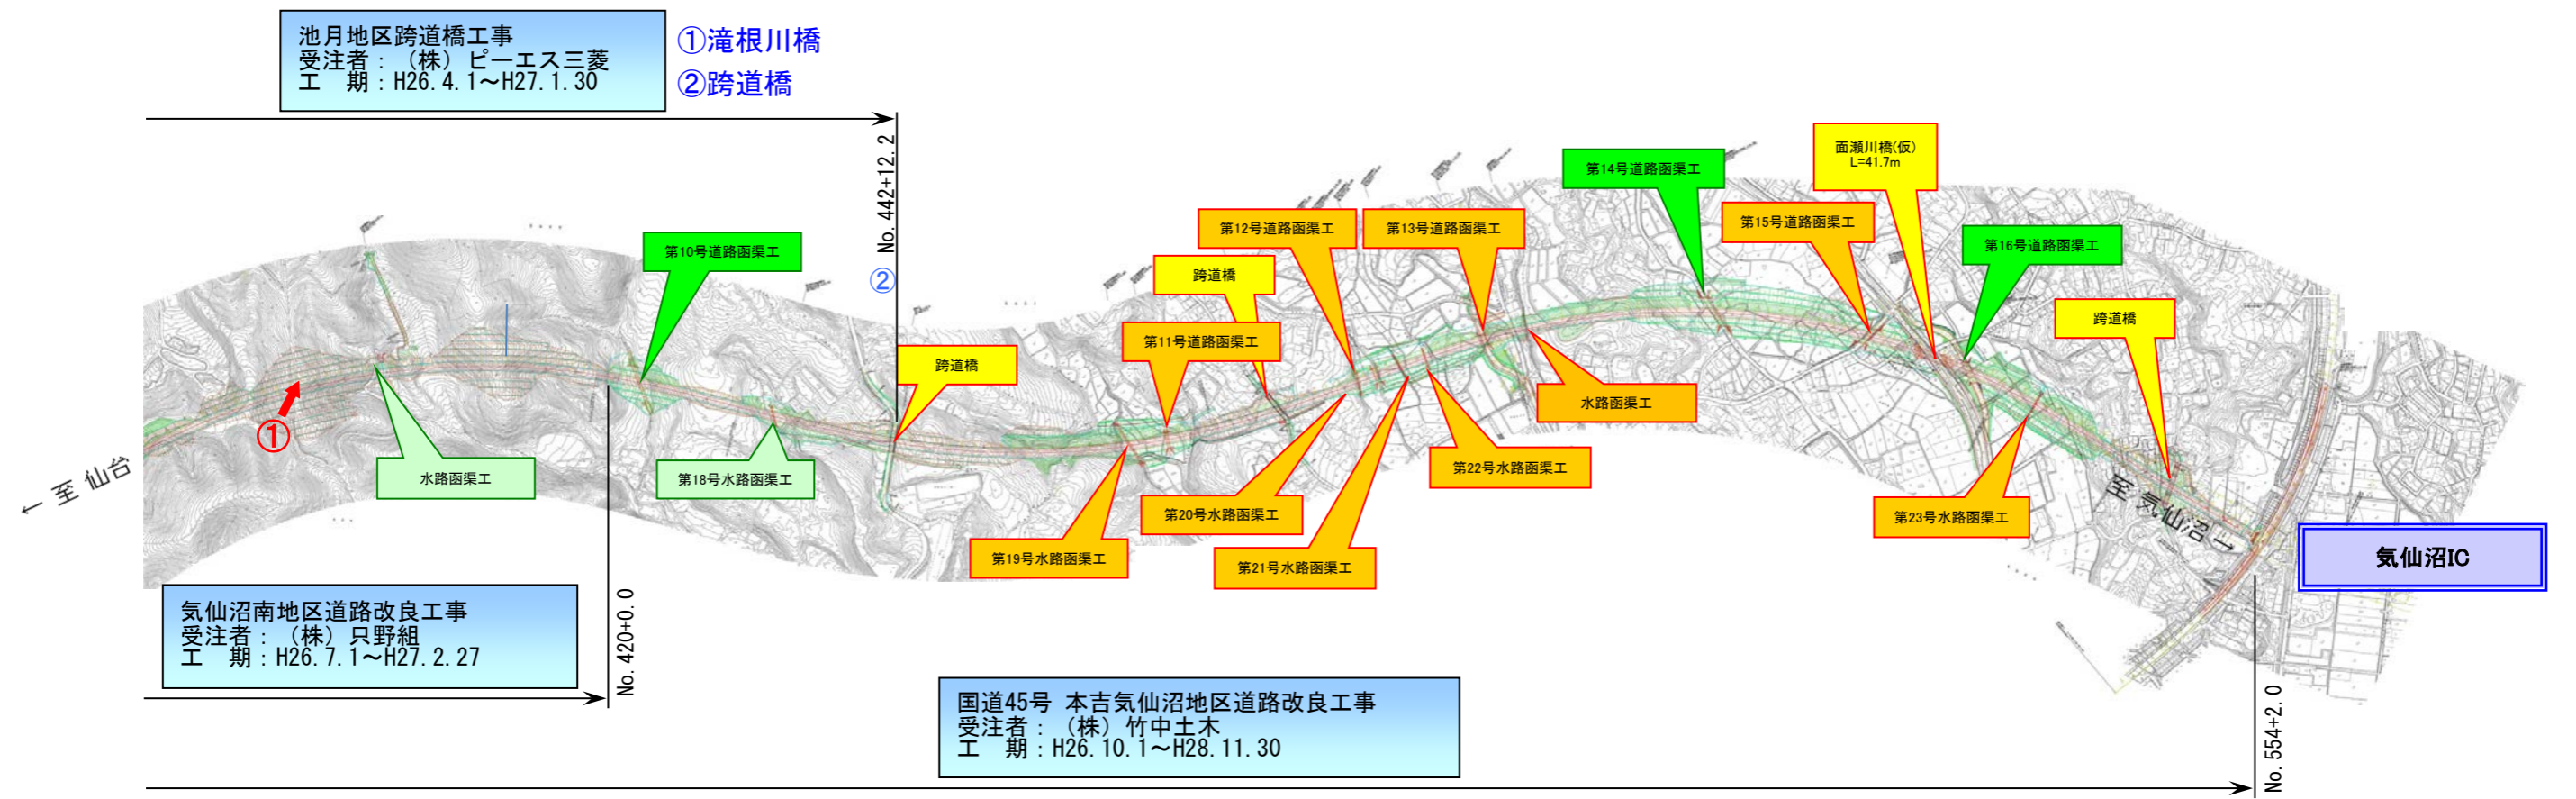 池月地区跨道橋工事
受注者：（株）ピーエス三菱
工　期：H26.4.1～H27.1.30
①滝根川橋
②跨道橋
No.442+12.2
②
第10号道路函渠工
跨道橋
第11号道路函渠工
跨道橋
第12号道路函渠工
第13号道路函渠工
第14号道路函渠工
第15号道路函渠工
面瀬川橋(仮)
L=41.7m
第16号道路函渠工
跨道橋
①
←至 仙台
水路函渠工
第18号水路函渠工
第19号水路函渠工
第20号水路函渠工
第21号水路函渠工
第22号水路函渠工
水路函渠工
第23号水路函渠工
至 気仙沼→
気仙沼IC
気仙沼南地区道路改良工事
受注者：（株）只野組
工　期：H26.7.1～H27.2.27
No.420+0.0
国道45号 本吉気仙沼地区道路改良工事
受注者：（株）竹中土木
工　期：H26.10.1～H28.11.30
No.554+2.0